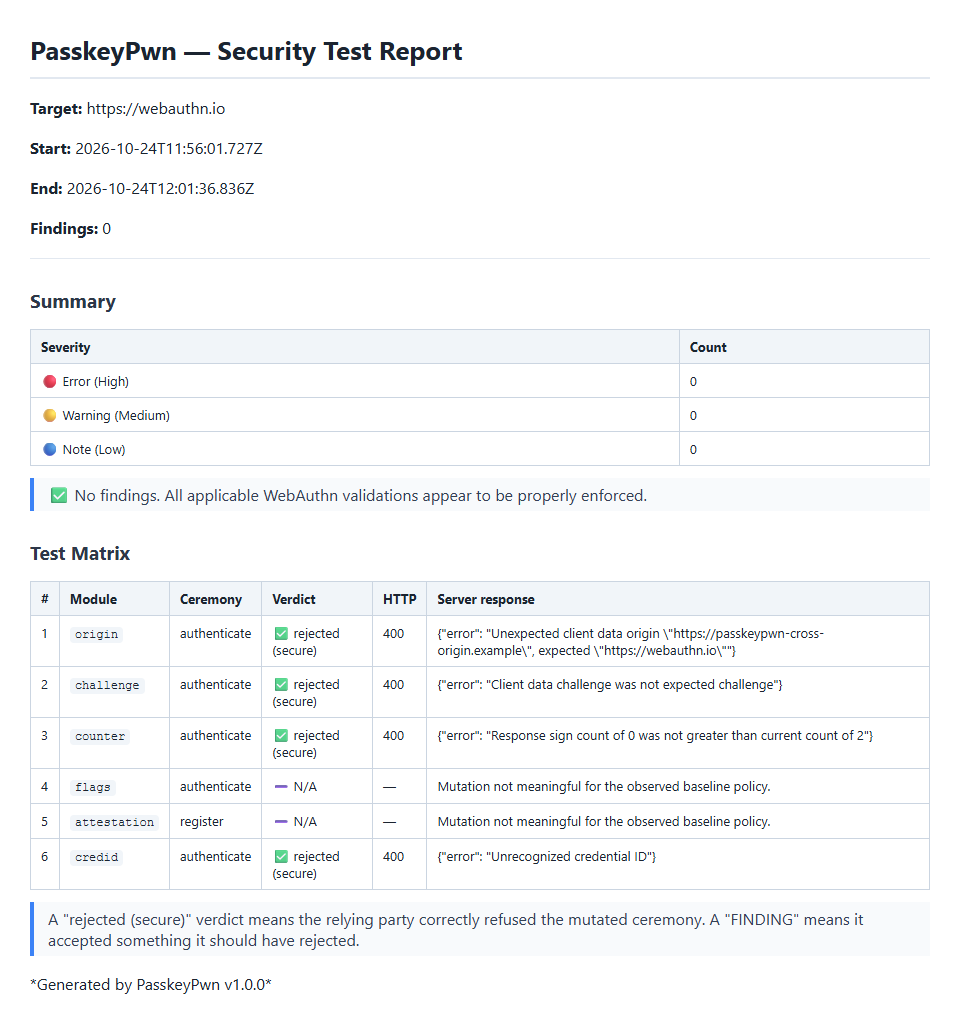 PasskeyPwn — Security Test Report
Target: https://webauthn.io
Start: 2026-10-24T11:56:01.727Z
End: 2026-10-24T12:01:36.836Z
Findings: 0
Summary
Severity Count
Error (High) 0
Warning (Medium) 0
Note (Low) 0
No findings. All applicable WebAuthn validations appear to be properly enforced.
Test Matrix
# Module Ceremony Verdict HTTP Server response
1 origin authenticate ✅ rejected 400 {"error": "Unexpected client data origin \"https://passkeypwn-cross-
(secure) origin.example\", expected \"https://webauthn.io\""}
2 challenge authenticate ✅ rejected 400 {"error": "Client data challenge was not expected challenge"}
(secure)
3 counter authenticate ✅ rejected 400 {"error": "Response sign count of 0 was not greater than current count of 2"}
(secure)
4 flags authenticate ➖ N/A — Mutation not meaningful for the observed baseline policy.
5 attestation register ➖ N/A — Mutation not meaningful for the observed baseline policy.
6 credid authenticate ✅ rejected 400 {"error": "Unrecognized credential ID"}
(secure)
A "rejected (secure)" verdict means the relying party correctly refused the mutated ceremony. A "FINDING" means it
accepted something it should have rejected.
*Generated by PasskeyPwn v1.0.0*